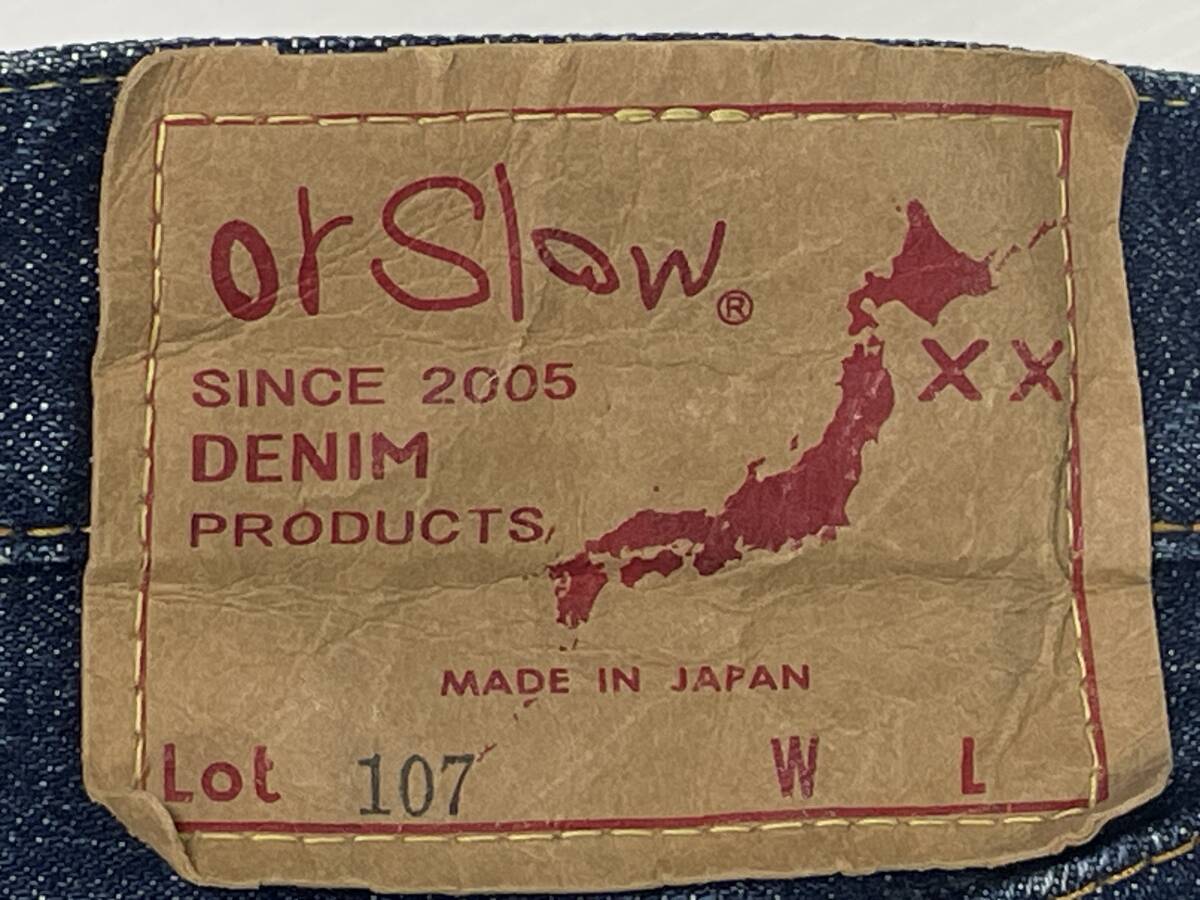 orSlow®
XX
SINCE 2005
DENIM
PRODUCTS
MADE IN JAPAN
Lot 107 W L